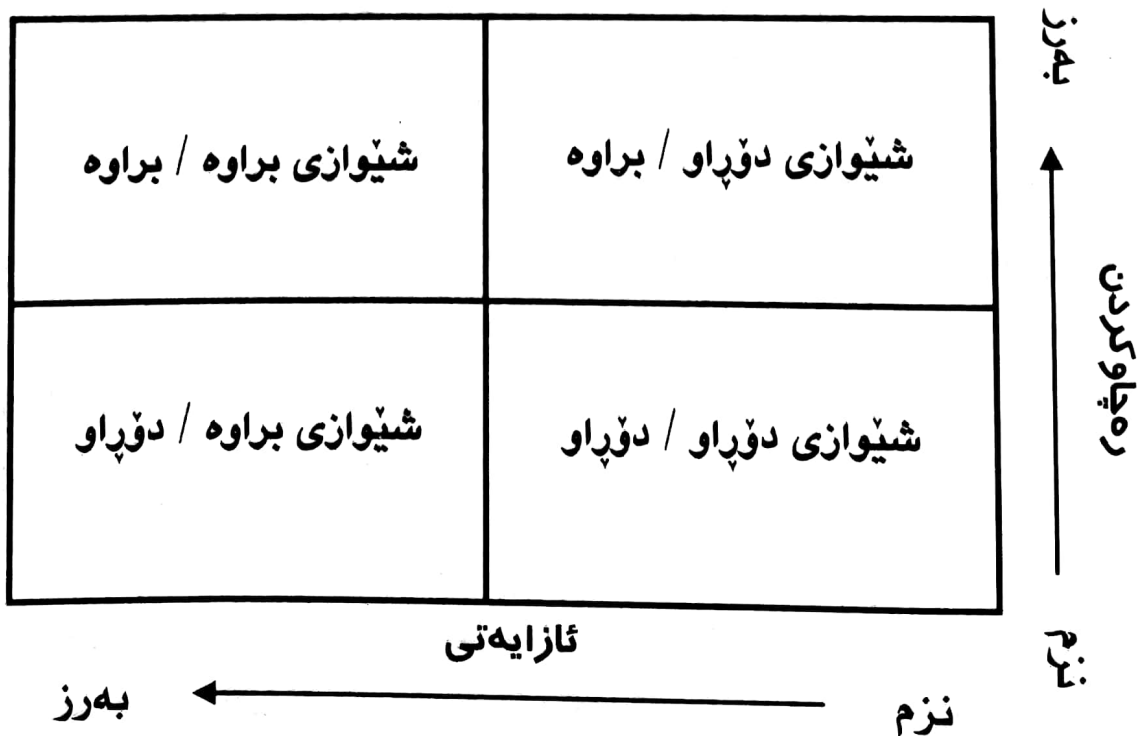 بەرز
شێوازی دۆڕاو / براوە
شێوازی براوە / براوە
ڕەچاوکردن
شێوازی دۆڕاو / دۆڕاو
شێوازی براوە / دۆڕاو
نزم
ئازایەتی
نزم
بەرز